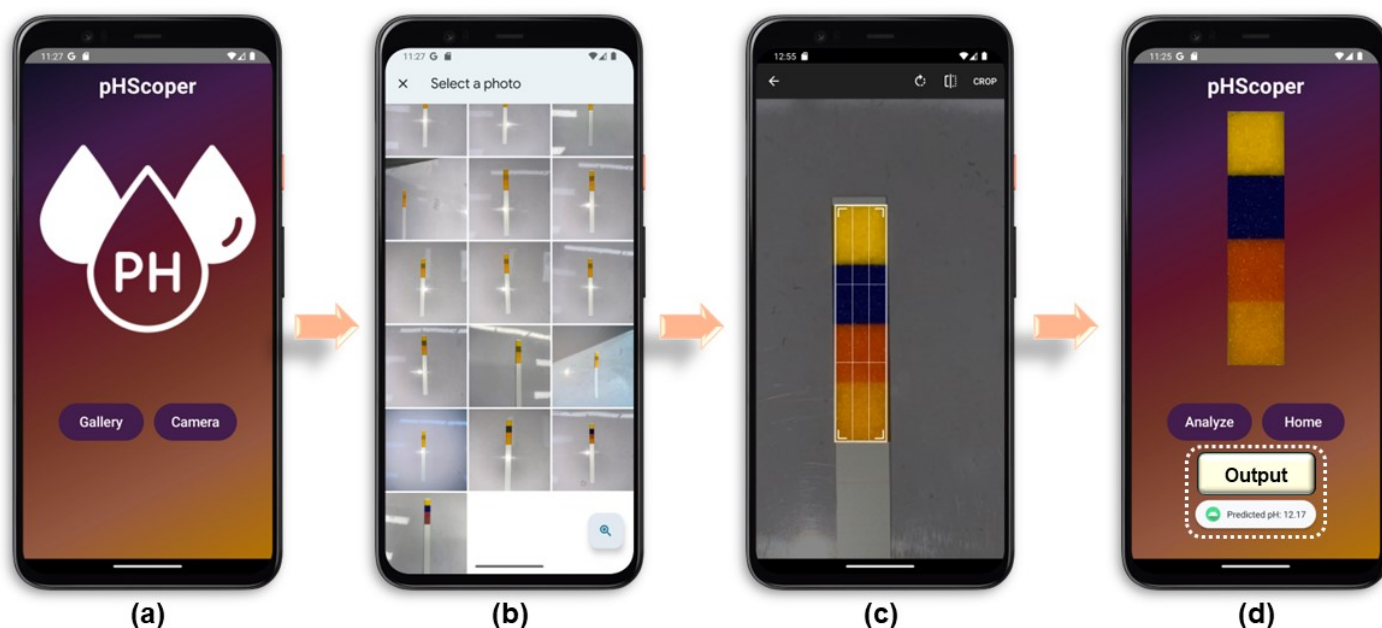 11:27 G
pHScoper
PH
Gallery
Camera
(a)
11:27 G
Select a photo
(b)
12:55
CROP
(c)
11:25 G
pHScoper
Analyze
Home
Output
Predicted pH: 12.17
(d)